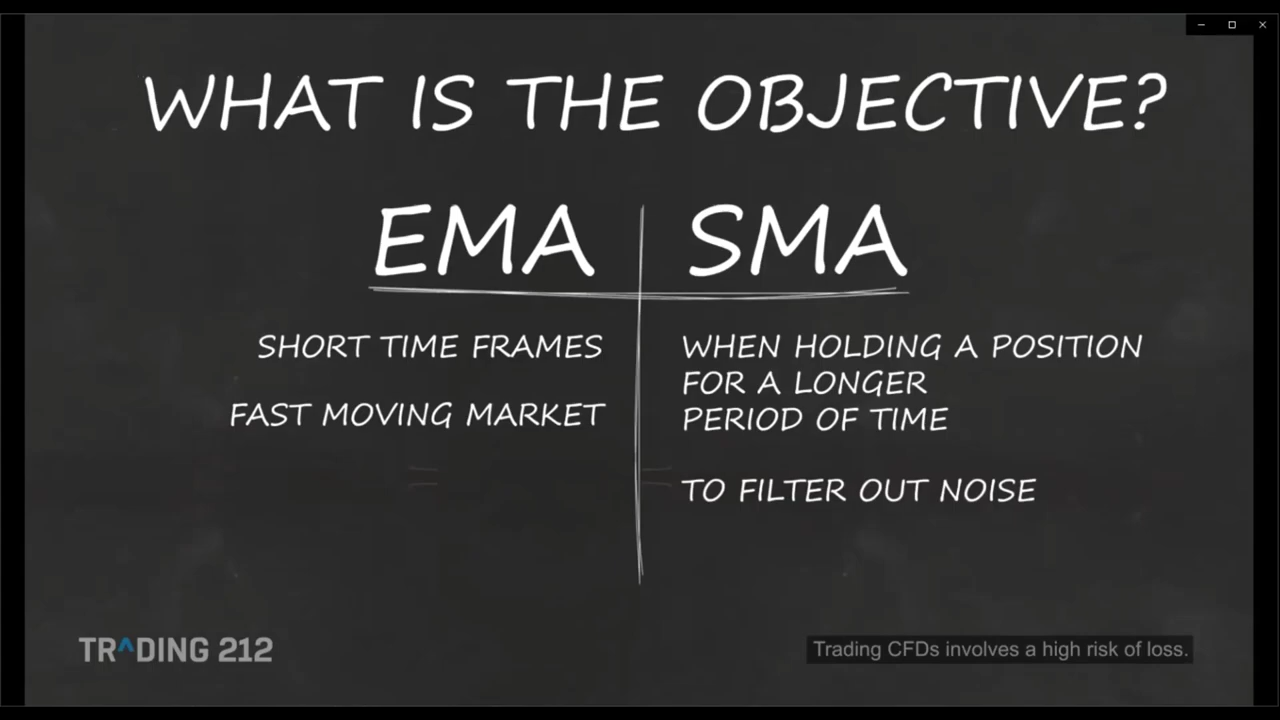 WHAT IS THE OBJECTIVE?
EMA
SMA
SHORT TIME FRAMES
FAST MOVING MARKET
WHEN HOLDING A POSITION
FOR A LONGER
PERIOD OF TIME
TO FILTER OUT NOISE
TRADING 212
Trading CFDs involves a high risk of loss.